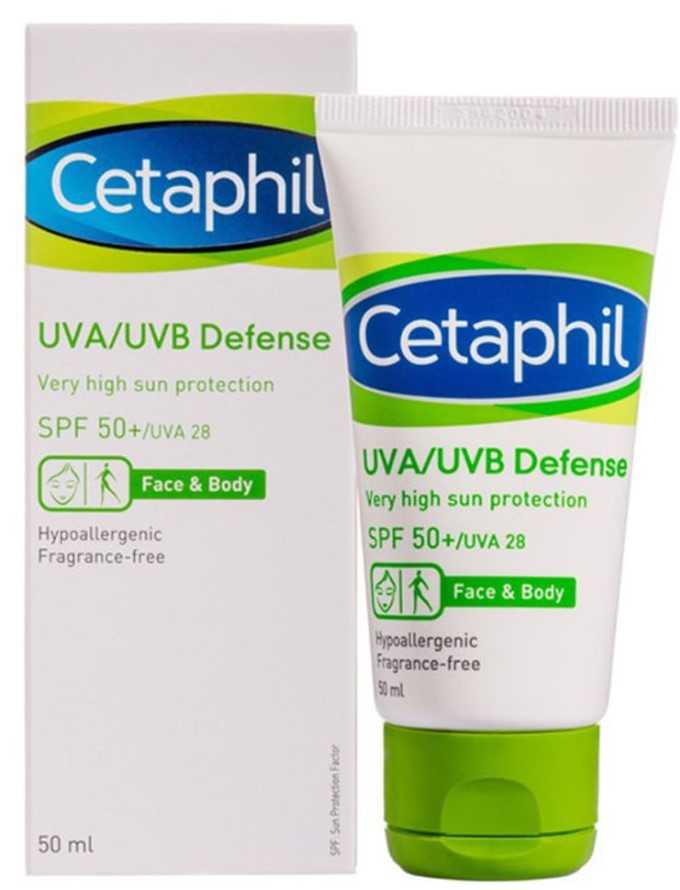 Cetaphil
UVA/UVB Defense
Very high sun protection
SPF 50+/UVA 28
Face & Body
Hypoallergenic
Fragrance-free
SPF: Sun Protection Factor
50 ml
Cetaphil
UVA/UVB Defense
Very high sun protection
SPF 50+/UVA 28
Face & Body
Hypoallergenic
Fragrance-free
50 ml